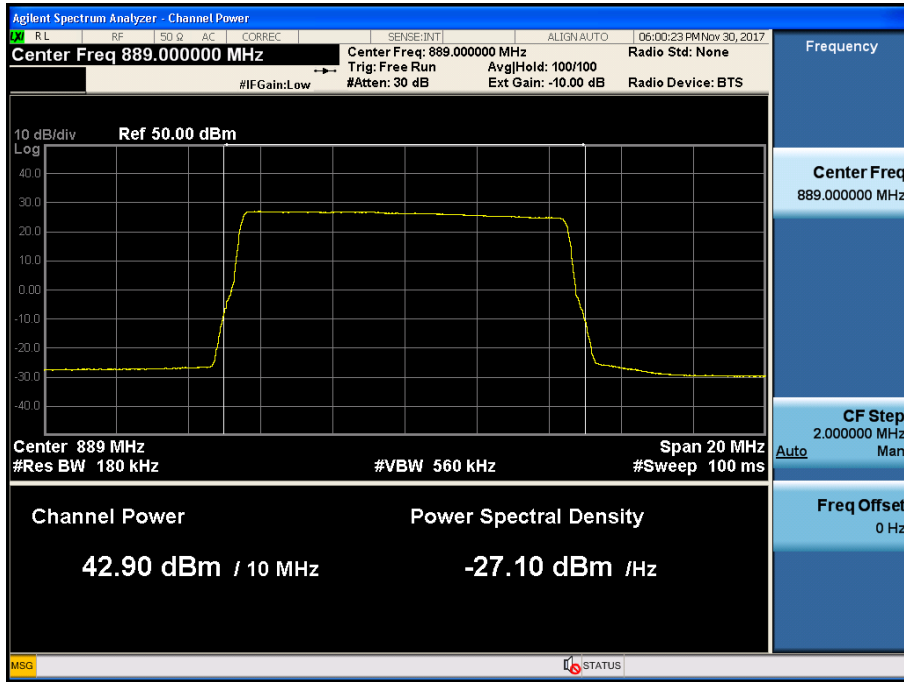 Agilent Spectrum Analyzer - Channel Power
LXI RL RF 50 Ω AC CORREC SENSE:INT ALIGNAUTO 06:00:23 PM Nov 30, 2017
Center Freq 889.000000 MHz
Center Freq: 889.000000 MHz
Radio Std: None
Trig: Free Run Avg|Hold: 100/100
#IFGain:Low
#Atten: 30 dB Ext Gain: -10.00 dB
Radio Device: BTS
10 dB/div Ref 50.00 dBm
Log
40.0
30.0
20.0
10.0
0.00
-10.0
-20.0
-30.0
-40.0
Center 889 MHz Span 20 MHz
#Res BW 180 kHz #VBW 560 kHz #Sweep 100 ms
Channel Power
Power Spectral Density
42.90 dBm / 10 MHz
-27.10 dBm /Hz
Frequency
Center Freq
889.000000 MHz
CF Step
2.000000 MHz
Auto Man
Freq Offset
0 Hz
MSG STATUS